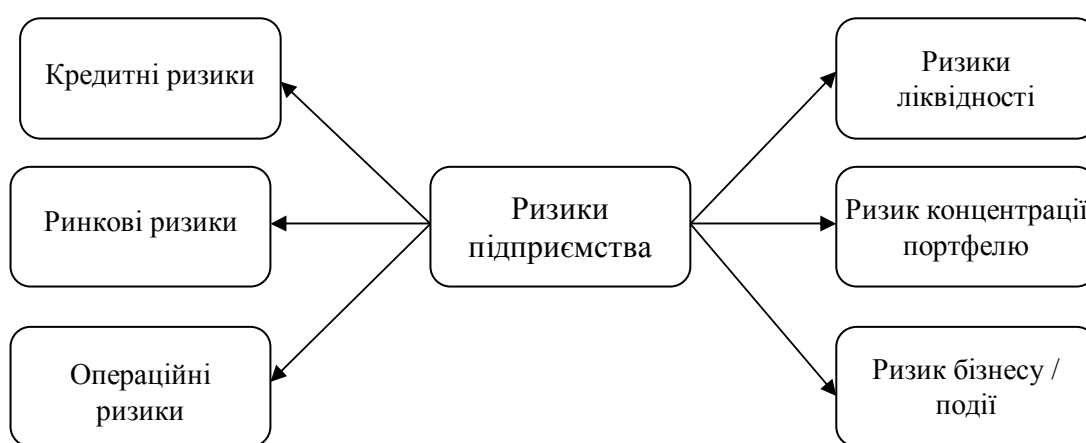 Кредитні ризики
Ринкові ризики
Операційні
ризики
Ризики
підприємства
Ризики
ліквідності
Ризик концентрації
портфелю
Ризик бізнесу /
події